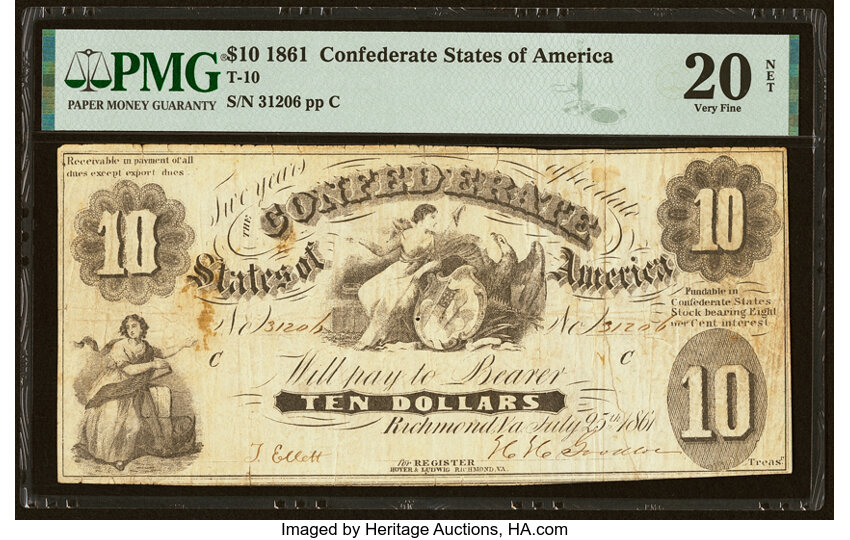 PMG
PAPER MONEY GUARANTY
$10 1861 Confederate States of America
T-10
S/N 31206 pp C
20
NET
Very Fine
Receivable in payment of all
dues except export dues
Two years after date
THE CONFEDERATE
States of America
10
10
Fundable in
Confederate States
Stock bearing Eight
per Cent interest
No 31206
No 31206
C
C
Will pay to Bearer
TEN DOLLARS
10
Richmond, Va. July 25th 1861
J Ellett
for REGISTER
HOYER & LUDWIG RICHMOND, VA.
Treasr
Imaged by Heritage Auctions, HA.com